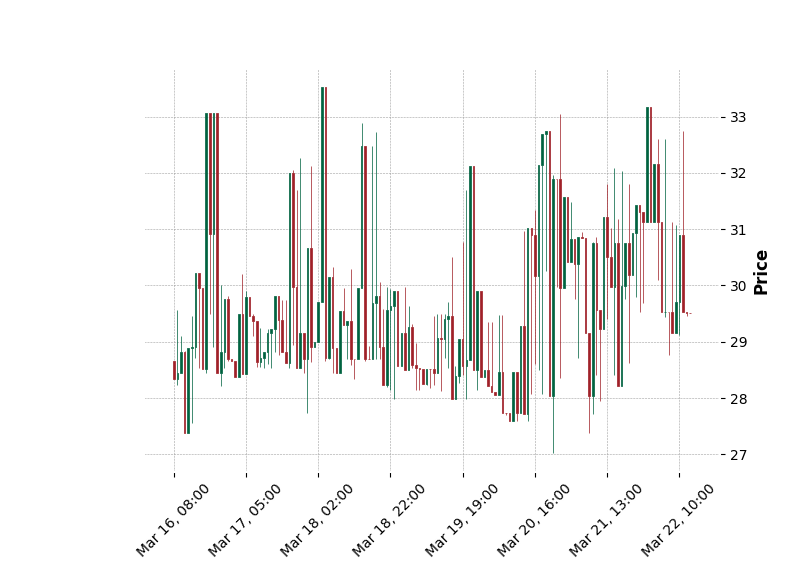 33
32
31
30
29
28
27
Price
Mar 16, 08:00
Mar 17, 05:00
Mar 18, 02:00
Mar 18, 22:00
Mar 19, 19:00
Mar 20, 16:00
Mar 21, 13:00
Mar 22, 10:00